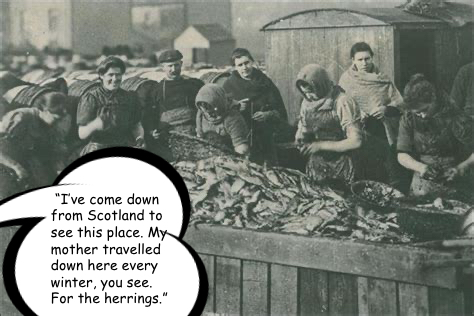 “I’ve come down
from Scotland to
see this place. My
mother travelled
down here every
winter, you see.
For the herrings.”